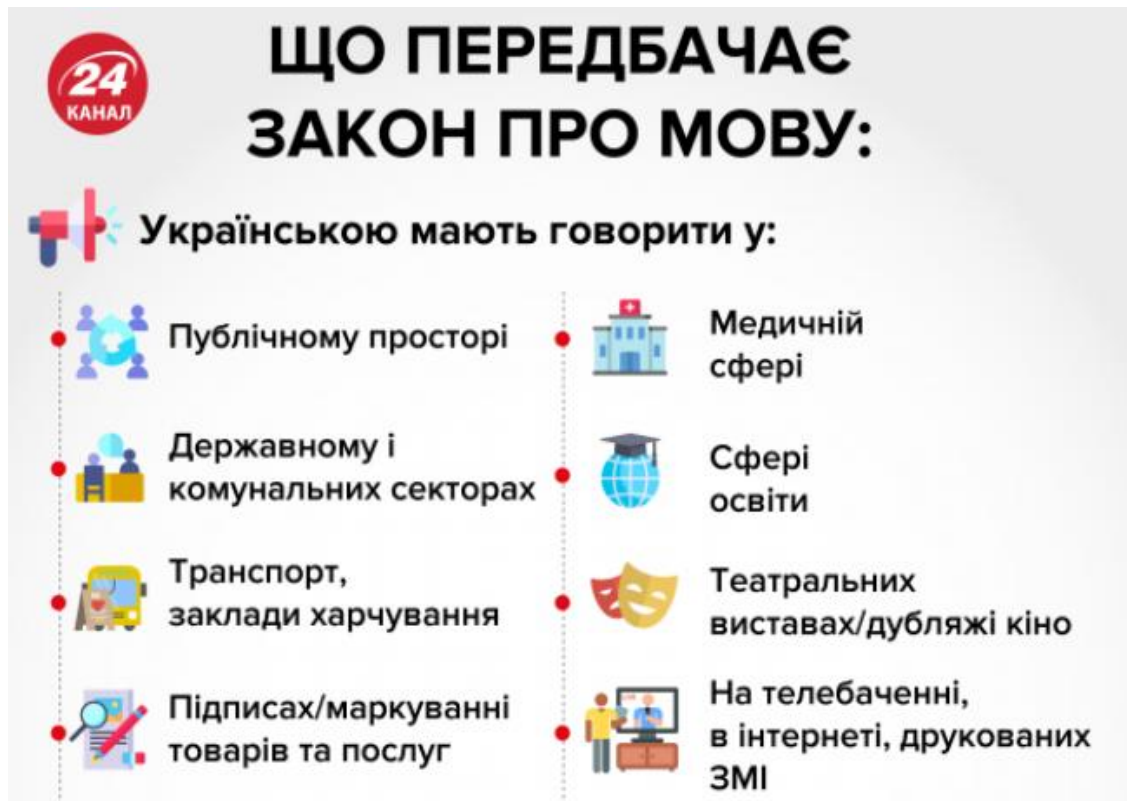 24
КАНАЛ
ЩО ПЕРЕДБАЧАЄ
ЗАКОН ПРО МОВУ:
Українською мають говорити у:
Публічному просторі
Державному і
комунальних секторах
Транспорт,
заклади харчування
Підписах/маркуванні
товарів та послуг
Медичній
сфері
Сфері
освіти
Театральних
виставах/дубляжі кіно
На телебаченні,
в інтернеті, друкованих
ЗМІ